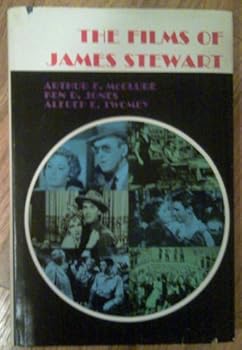 THE FILMS OF
JAMES STEWART
ARTHUR F. McCLURE
KEN D. JONES
ALFRED E. TWOMEY